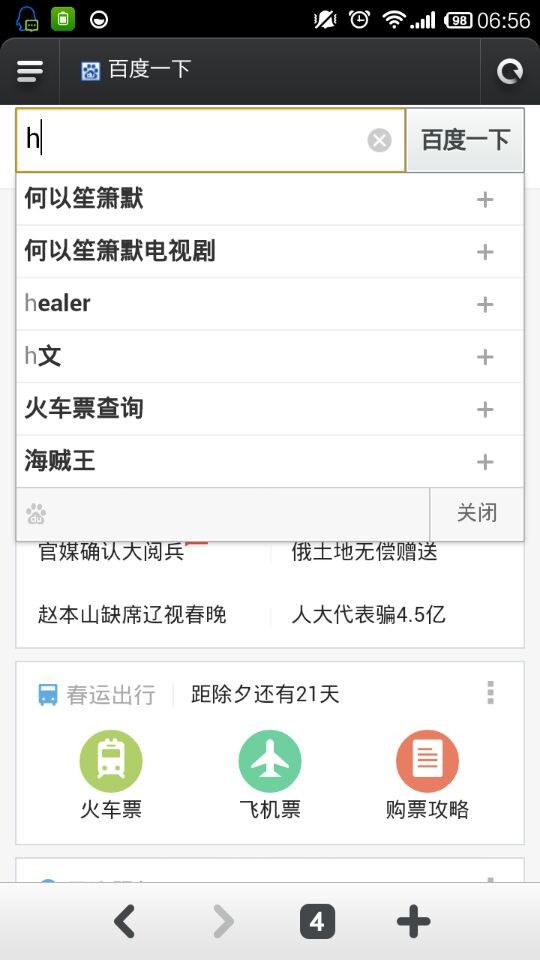 98 06:56
百度一下
h 百度一下
何以笙箫默
何以笙箫默电视剧
healer
h文
火车票查询
海贼王
du 关闭
官媒确认大阅兵 俄土地无偿赠送
赵本山缺席辽视春晚 人大代表骗4.5亿
春运出行 距除夕还有21天
火车票 飞机票 购票攻略
4